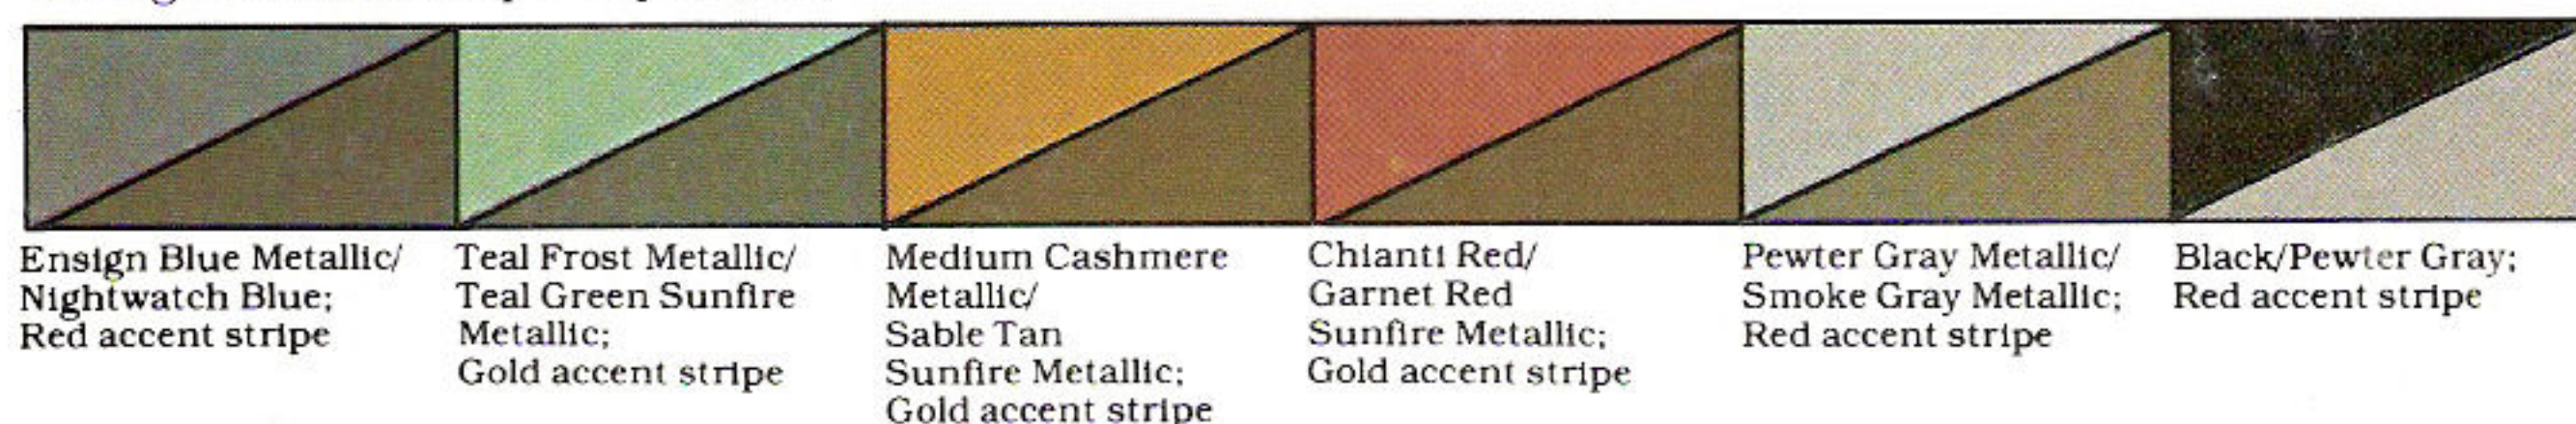 Ensign Blue Metallic/
Nightwatch Blue;
Red accent stripe
Teal Frost Metallic/
Teal Green Sunfire
Metallic;
Gold accent stripe
Medium Cashmere
Metallic/
Sable Tan
Sunfire Metallic;
Gold accent stripe
Chianti Red/
Garnet Red
Sunfire Metallic;
Gold accent stripe
Pewter Gray Metallic/
Smoke Gray Metallic;
Red accent stripe
Black/Pewter Gray;
Red accent stripe